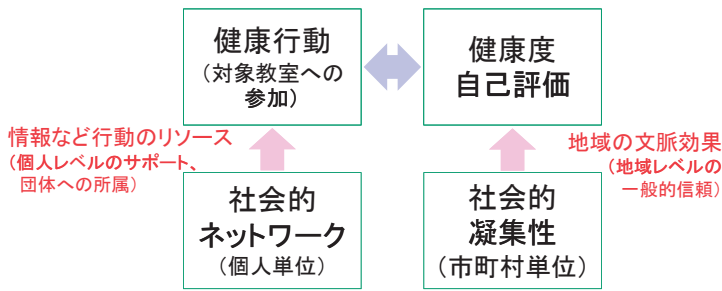 健康行動
（対象教室への
参加）
健康度
自己評価
情報など行動のリソース
（個人レベルのサポート、
団体への所属）
地域の文脈効果
（地域レベルの
一般的信頼）
社会的
ネットワーク
（個人単位）
社会的
凝集性
（市町村単位）